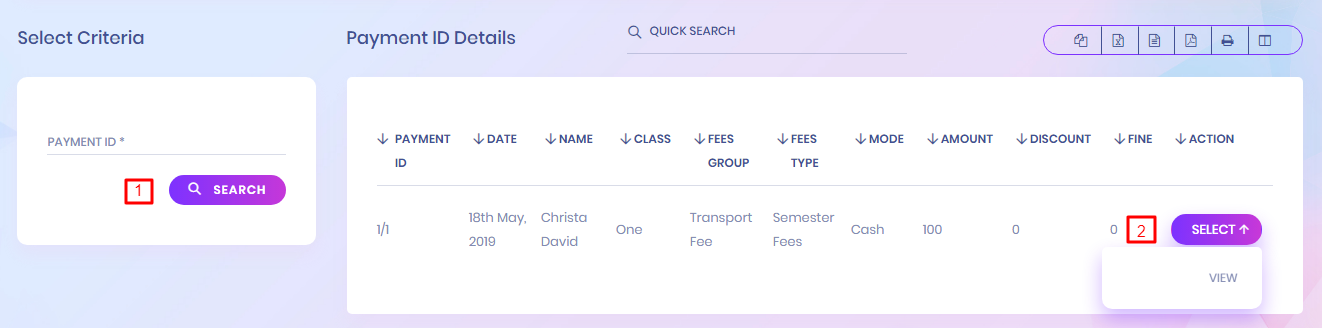 Select Criteria
Payment ID Details
QUICK SEARCH
PAYMENT ID *
1
SEARCH
PAYMENT ID
DATE
NAME
CLASS
FEES GROUP
FEES TYPE
MODE
AMOUNT
DISCOUNT
FINE
ACTION
1/1
18th May, 2019
Christa David
One
Transport Fee
Semester Fees
Cash
100
0
0
2
SELECT
VIEW